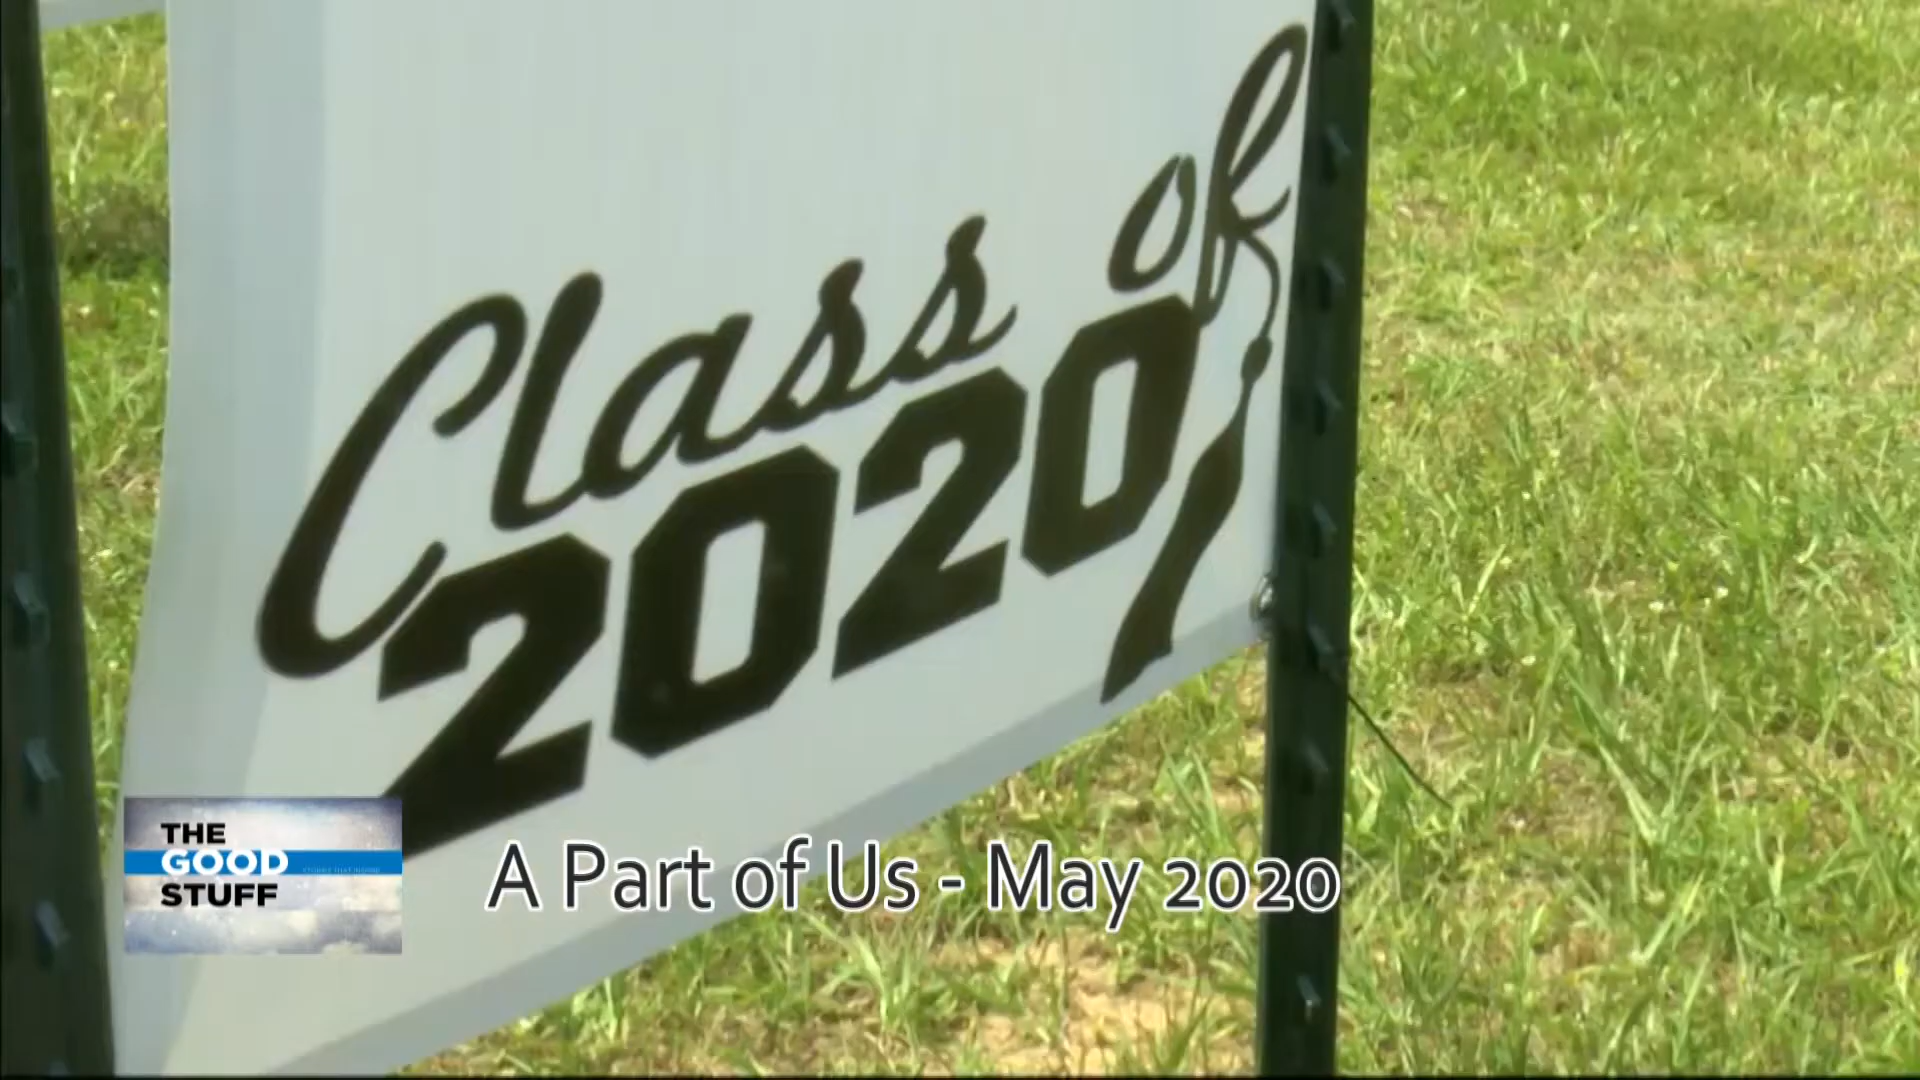 Class of
2020
THE
GOOD
STUFF
A Part of Us - May 2020